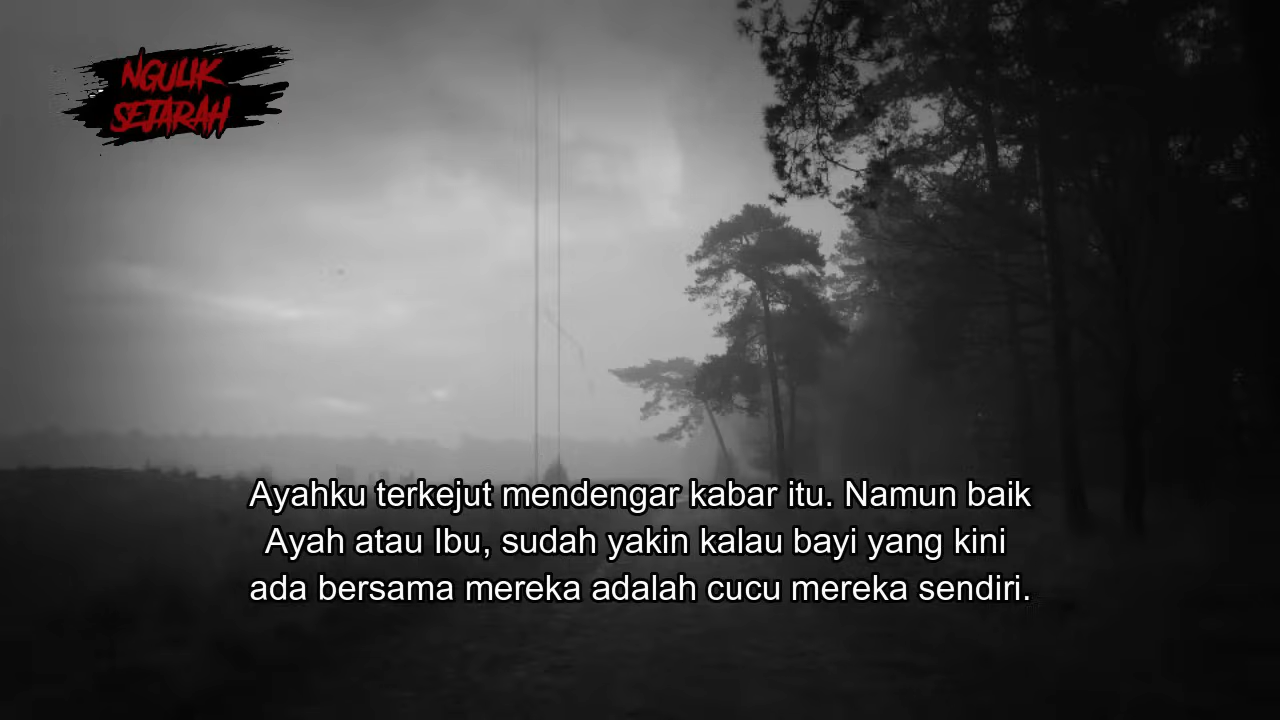 NGULIK
SEJARAH
Ayahku terkejut mendengar kabar itu. Namun baik
Ayah atau Ibu, sudah yakin kalau bayi yang kini
ada bersama mereka adalah cucu mereka sendiri.